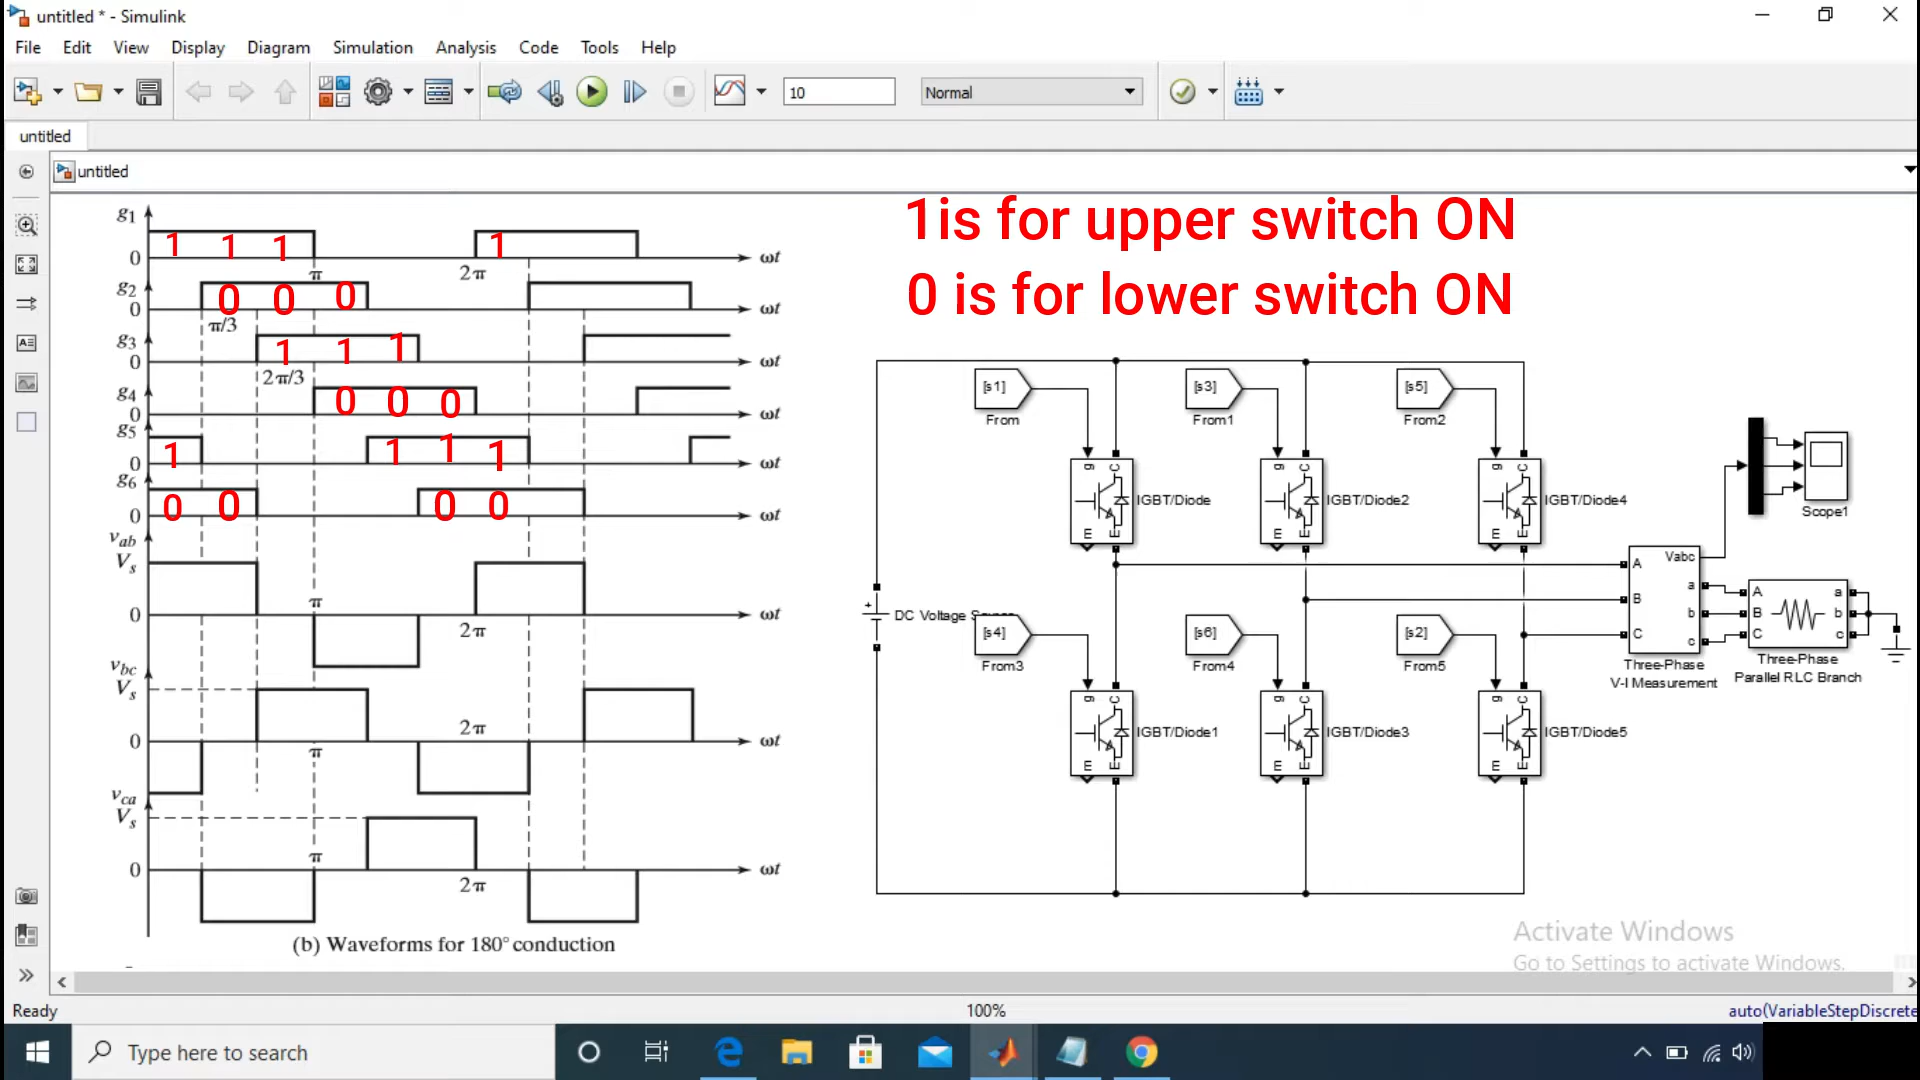 untitled * - Simulink
File Edit View Display Diagram Simulation Analysis Code Tools Help
10 Normal
untitled
untitled
1is for upper switch ON
0 is for lower switch ON
g1
0 1 1 1 1 ωt
π 2π
g2
0 0 0 0 ωt
π/3
g3
0 1 1 1 ωt
2π/3
g4
0 0 0 0 ωt
g5
0 1 1 1 1 ωt
g6
0 0 0 0 0 ωt
vab
Vs
π
0 ωt
2π
vbc
Vs
2π
0 ωt
π
vca
Vs
π
0 ωt
2π
(b) Waveforms for 180° conduction
[s1] [s3] [s5]
From From1 From2
g C g C g C
IGBT/Diode IGBT/Diode2 IGBT/Diode4
E E E E E E
Scope1
Vabc
A
a
B
b
C
c
A a
B b
C c
Three-Phase
V-I Measurement
Three-Phase
Parallel RLC Branch
+
DC Voltage
[s4] [s6] [s2]
From3 From4 From5
g C g C g C
IGBT/Diode1 IGBT/Diode3 IGBT/Diode5
E E E E E E
Activate Windows
Go to Settings to activate Windows.
Ready 100% auto(VariableStepDiscrete
Type here to search